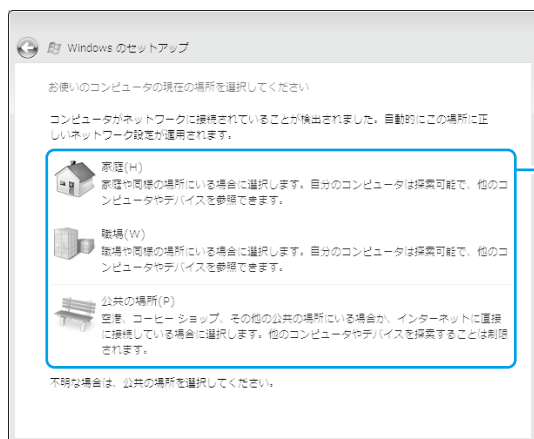 Windows のセットアップ
お使いのコンピュータの現在の場所を選択してください
コンピュータがネットワークに接続されていることが検出されました。自動的にこの場所に正
しいネットワーク設定が適用されます。
家庭(H)
家庭や同様の場所にいる場合に選択します。自分のコンピュータは探索可能で、他のコ
ンピュータやデバイスを参照できます。
職場(W)
職場や同様の場所にいる場合に選択します。自分のコンピュータは探索可能で、他のコ
ンピュータやデバイスを参照できます。
公共の場所(P)
空港、コーヒー ショップ、その他の公共の場所にいる場合か、インターネットに直接
に接続している場合に選択します。他のコンピュータやデバイスを探索することは制限
されます。
不明な場合は、公共の場所を選択してください。